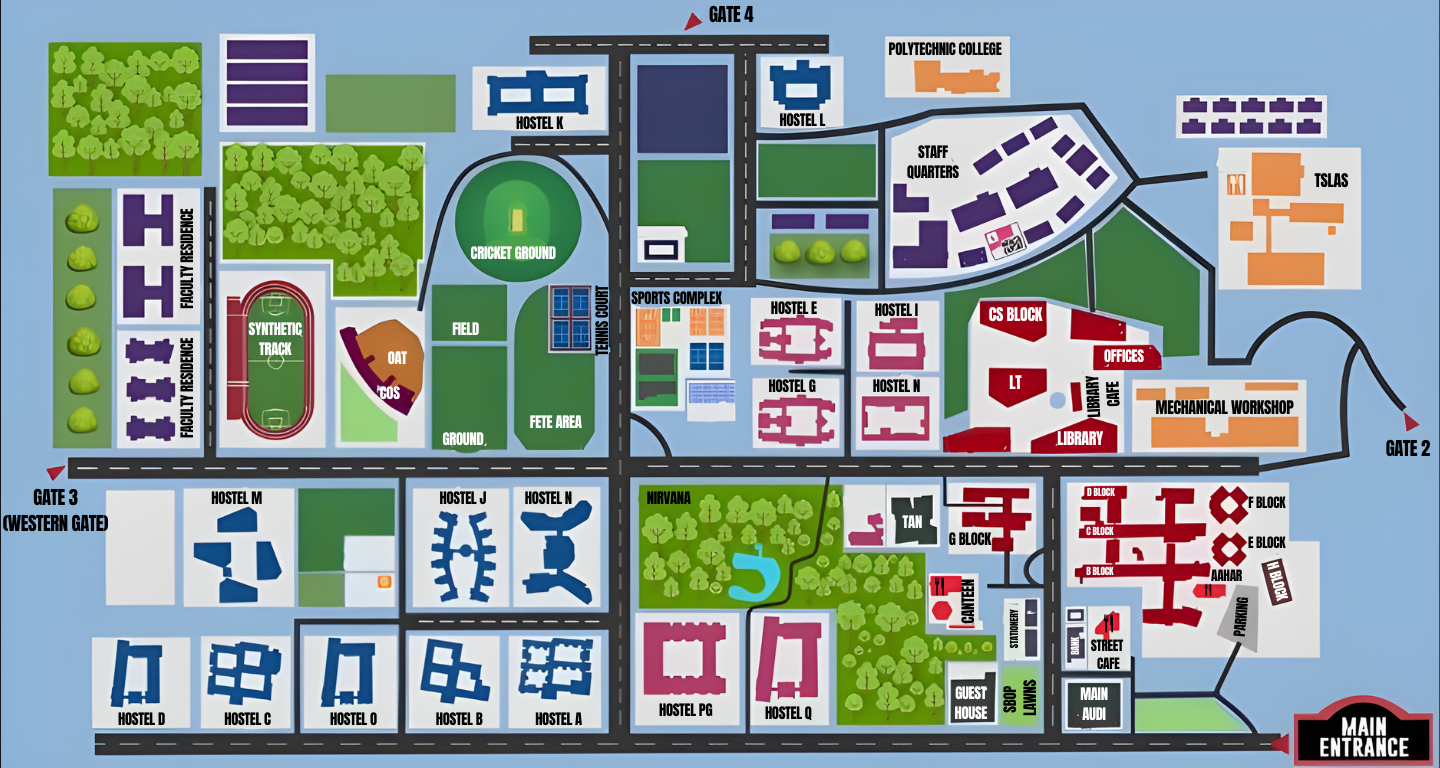 GATE 4
POLYTECHNIC COLLEGE
HOSTEL K
HOSTEL L
STAFF
QUARTERS
TSLAS
FACULTY RESIDENCE
CRICKET GROUND
SPORTS COMPLEX
TENNIS COURT
HOSTEL E
HOSTEL I
CS BLOCK
SYNTHETIC
TRACK
FIELD
OAT
COS
OFFICES
FACULTY RESIDENCE
HOSTEL G
HOSTEL N
LT
LIBRARY
CAFE
MECHANICAL WORKSHOP
FETE AREA
GROUND,
LIBRARY
GATE 2
GATE 3
(WESTERN GATE)
HOSTEL M
HOSTEL J
HOSTEL N
NIRVANA
TAN
G BLOCK
D BLOCK
F BLOCK
C BLOCK
E BLOCK
B BLOCK
AAHAR
H BLOCK
CANTEEN
STATIONERY
PARKING
BANK
STREET
CAFE
HOSTEL D
HOSTEL C
HOSTEL O
HOSTEL B
HOSTEL A
HOSTEL PG
HOSTEL Q
GUEST
HOUSE
SBOP
LAWNS
MAIN
AUDI
MAIN
ENTRANCE